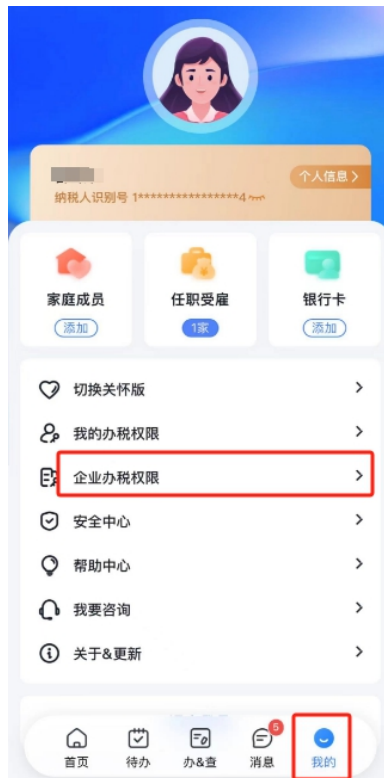 个人信息 >
纳税人识别号 1****************4
家庭成员
任职受雇
银行卡
添加
1家
添加
切换关怀版
我的办税权限
企业办税权限
安全中心
帮助中心
我要咨询
关于&更新
5
首页
待办
办&查
消息
我的